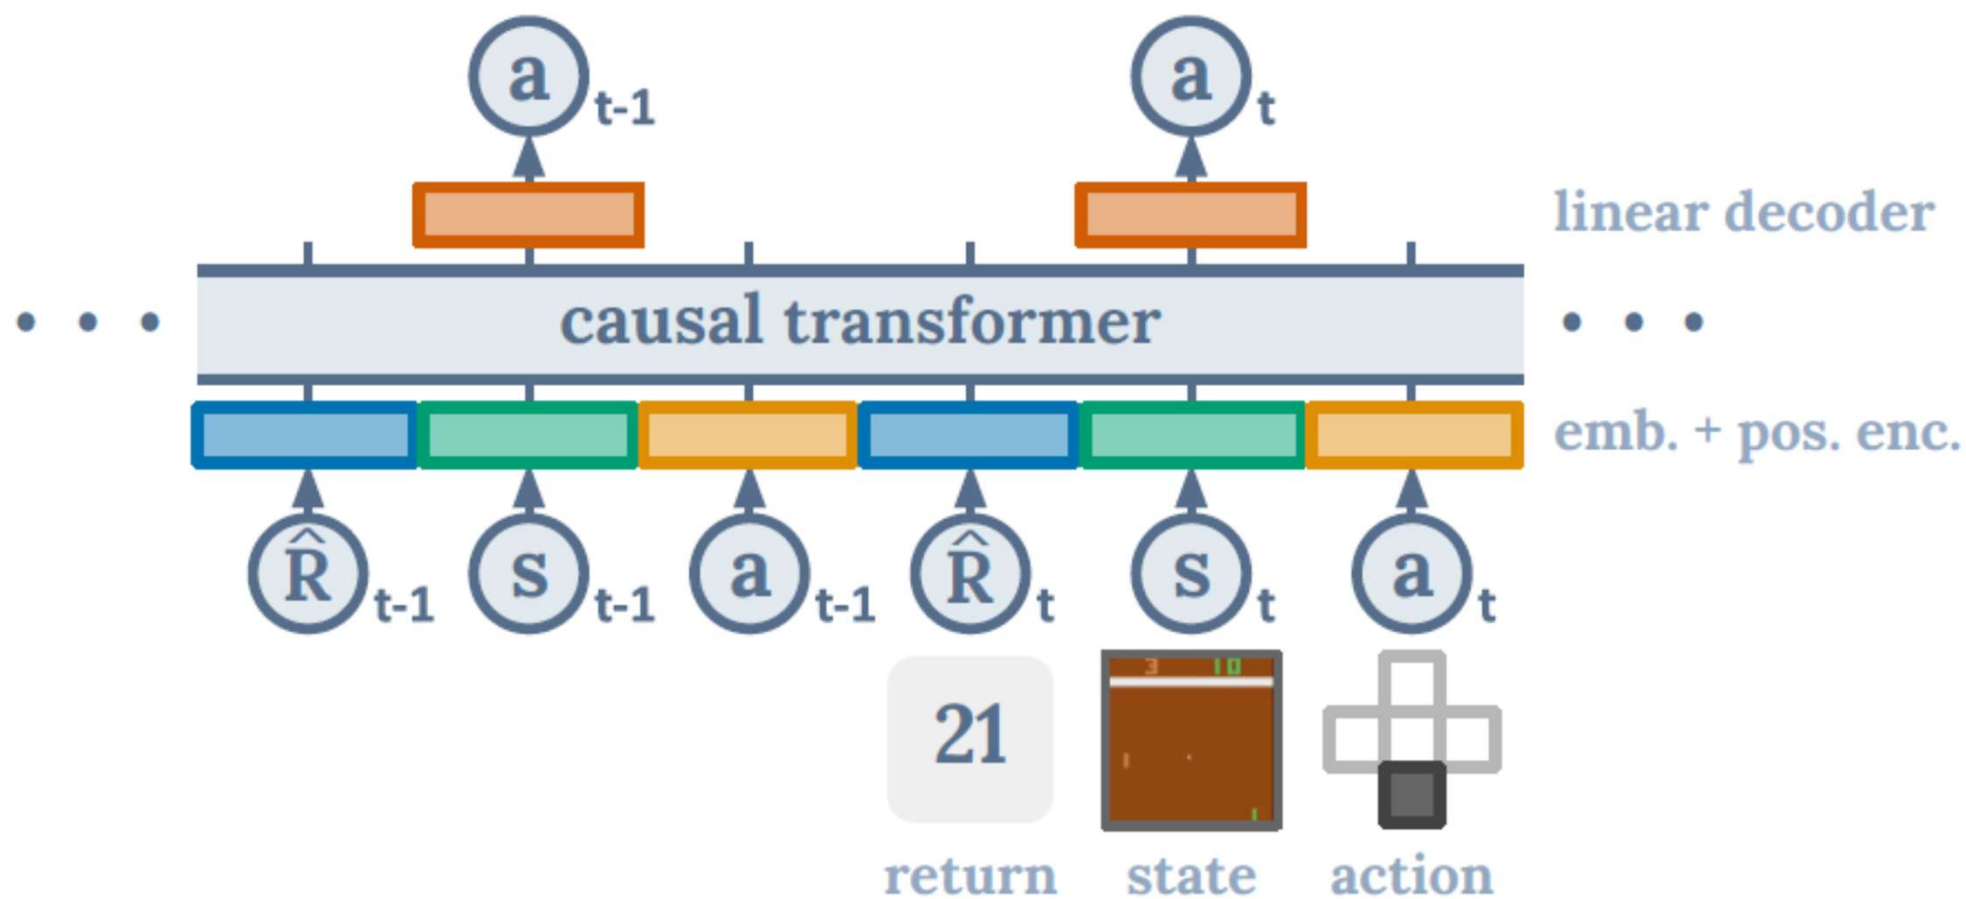 a t-1 a t
linear decoder
• • • causal transformer • • •
emb. + pos. enc.
R̂ t-1 s t-1 a t-1 R̂ t s t a t
21 3 10
return state action